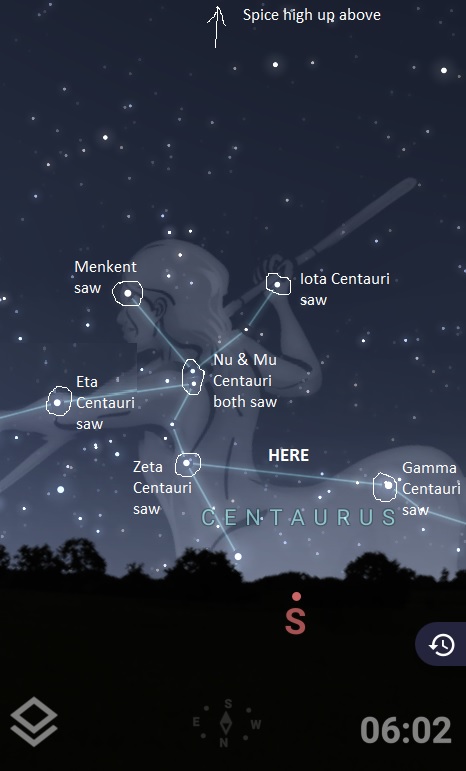 Spice high up above
Menkent
saw
Iota Centauri
saw
Nu & Mu
Centauri
both saw
Eta
Centauri
saw
HERE
Zeta
Centauri
saw
Gamma
Centauri
saw
CENTAURUS
S
S
E W
N
06:02